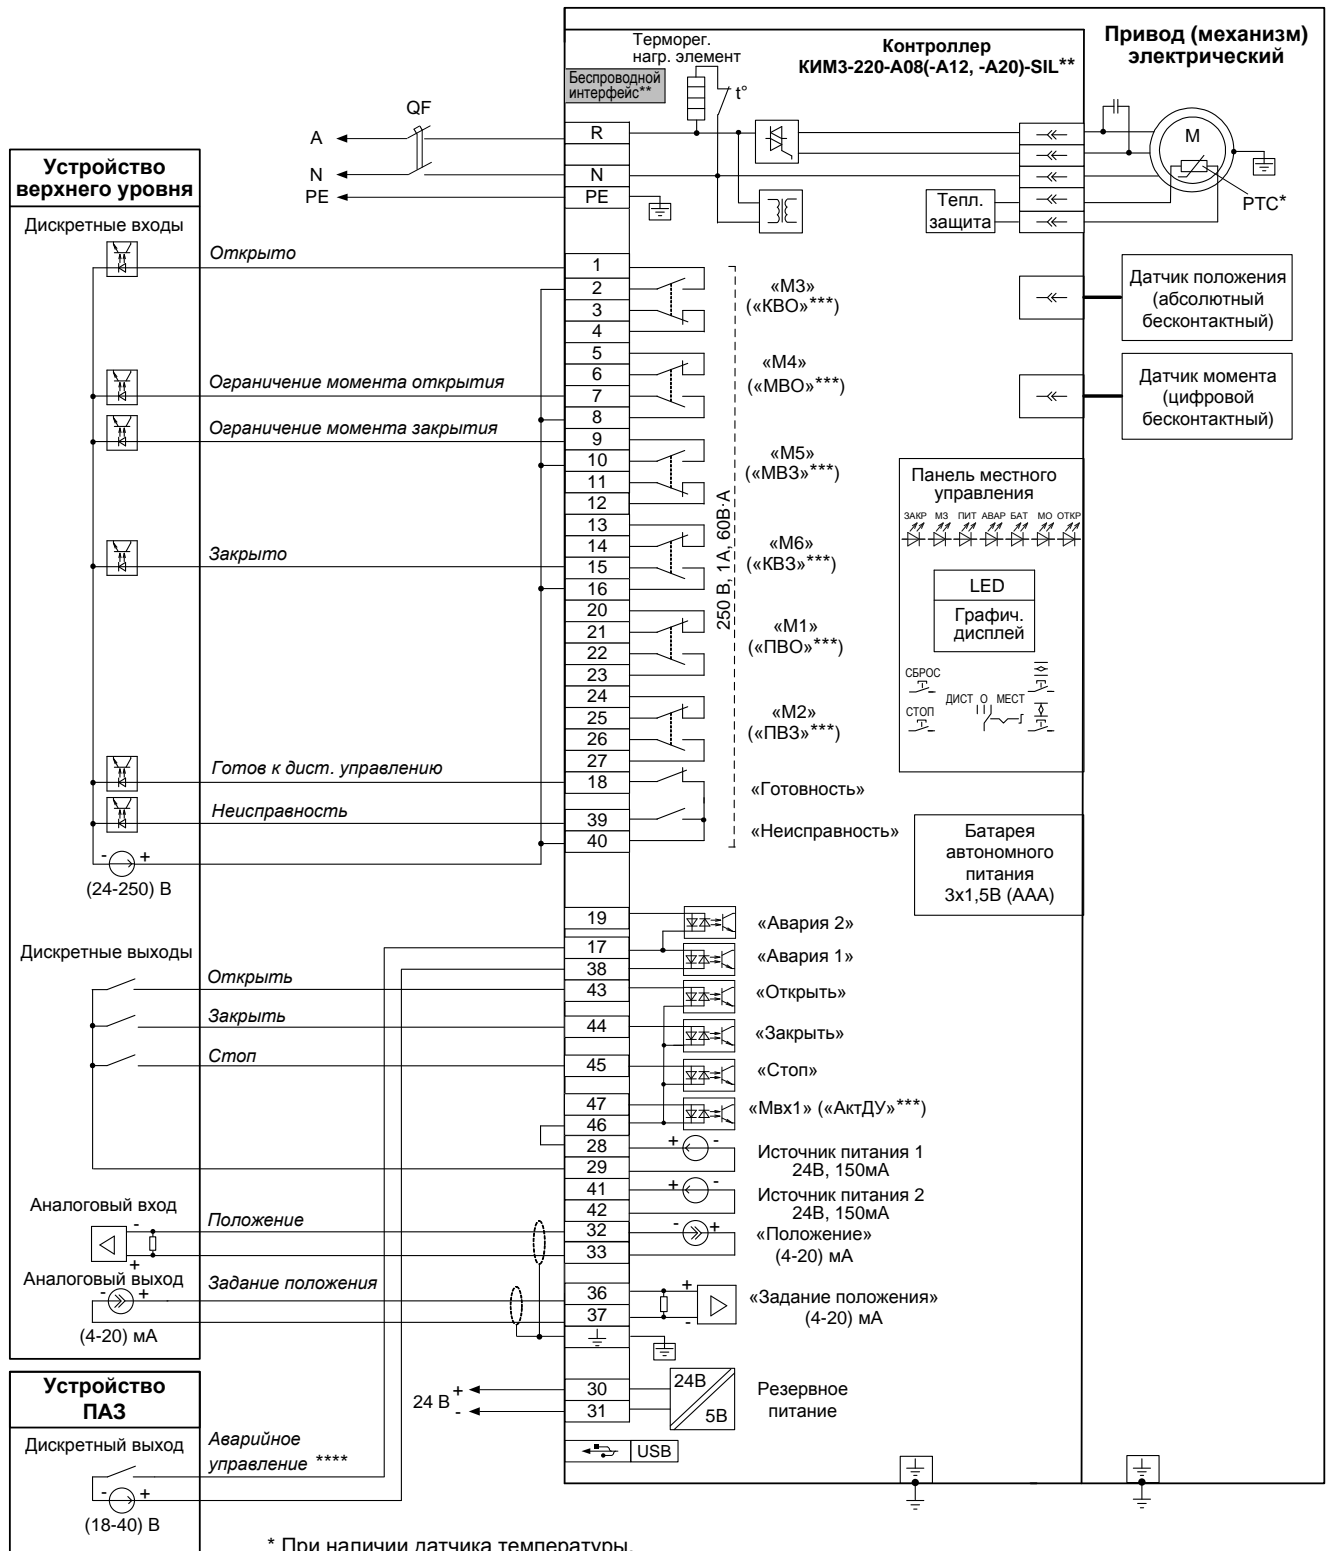 Терморег.
нагр. элемент
Контроллер
КИМ3-220-А08(-А12, -А20)-SIL**
Привод (механизм)
электрический
Беспроводной
интерфейс**
t°
QF
A
N
PE
R
N
PE
M
PTC*
Тепл.
защита
Устройство
верхнего уровня
Дискретные входы
Открыто
Ограничение момента открытия
Ограничение момента закрытия
Закрыто
Готов к дист. управлению
Неисправность
- +
(24-250) В
1
2
3
4
5
6
7
8
9
10
11
12
13
14
15
16
20
21
22
23
24
25
26
27
18
39
40
«М3»
(«КВО»***)
«М4»
(«МВО»***)
«М5»
(«МВЗ»***)
«М6»
(«КВЗ»***)
«М1»
(«ПВО»***)
«М2»
(«ПВЗ»***)
«Готовность»
«Неисправность»
250 В, 1А, 60В·А
Датчик положения
(абсолютный
бесконтактный)
Датчик момента
(цифровой
бесконтактный)
Панель местного
управления
ЗАКР МЗ ПИТ АВАР БАТ МО ОТКР
LED
Графич.
дисплей
СБРОС
СТОП
ДИСТ О МЕСТ
Батарея
автономного
питания
3х1,5В (ААА)
Дискретные выходы
Открыть
Закрыть
Стоп
19
17
38
43
44
45
47
46
28
29
41
42
32
33
36
37
30
31
«Авария 2»
«Авария 1»
«Открыть»
«Закрыть»
«Стоп»
«Мвх1» («АктДУ»***)
+ -
Источник питания 1
24В, 150мА
+ -
Источник питания 2
24В, 150мА
- +
«Положение»
(4-20) мА
+
-
«Задание положения»
(4-20) мА
Аналоговый вход
-
+
Положение
Аналоговый выход
- +
(4-20) мА
Задание положения
24 В
+
-
24В
5В
Резервное
питание
USB
Устройство
ПАЗ
Дискретный выход
- +
(18-40) В
Аварийное
управление ****
* При наличии датчика температуры.